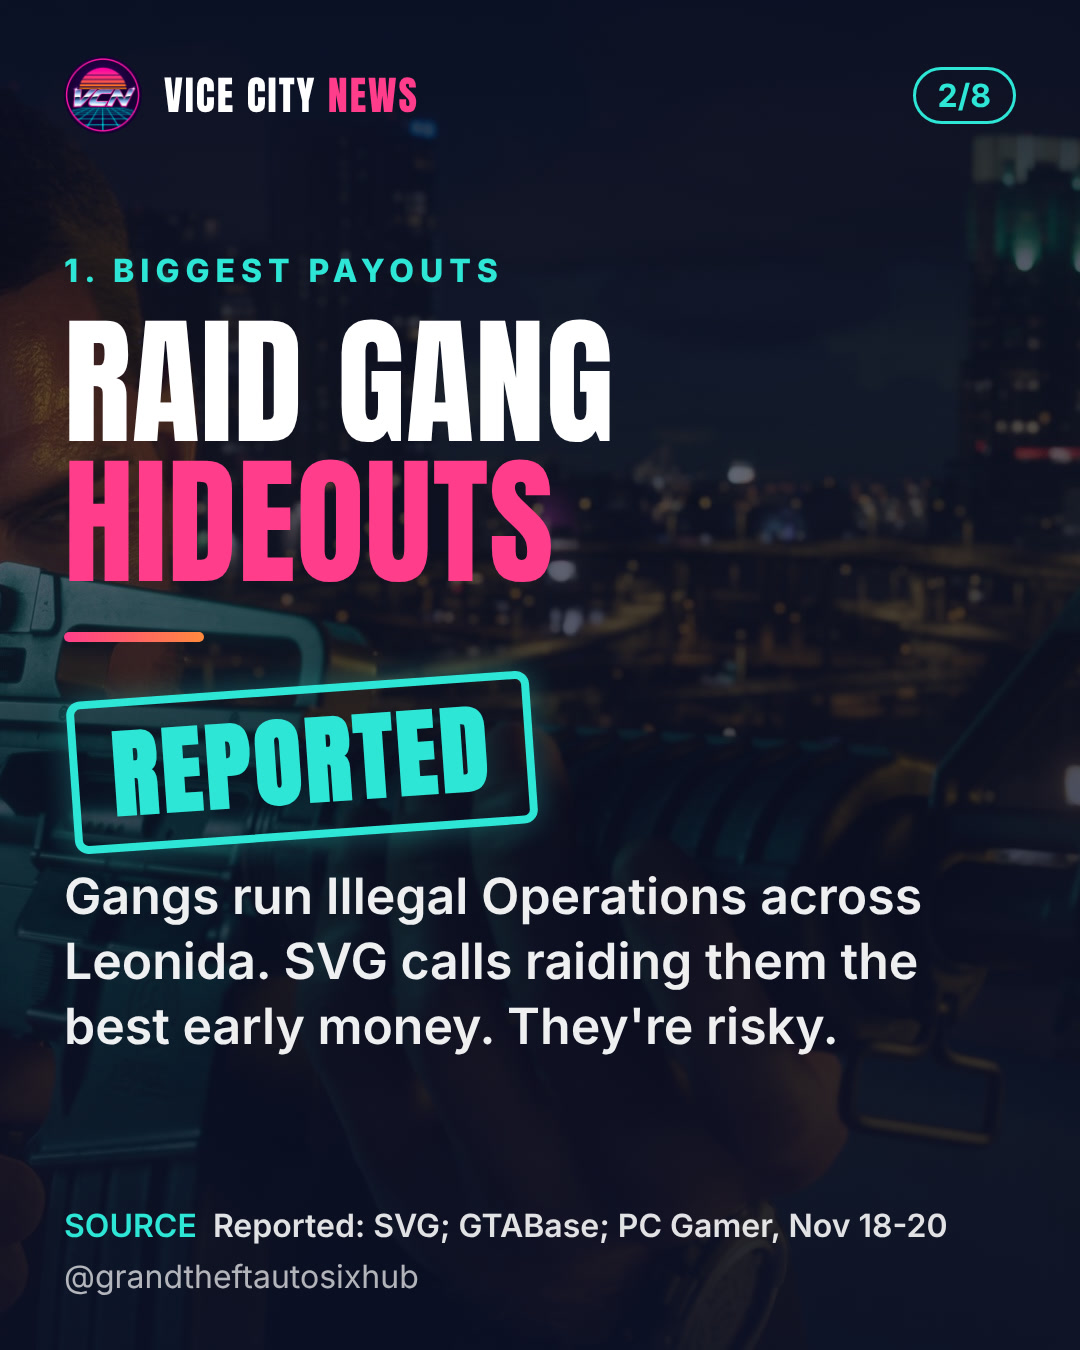 VCN
VICE CITY NEWS
2/8
1. BIGGEST PAYOUTS
RAID GANG
HIDEOUTS
REPORTED
Gangs run Illegal Operations across
Leonida. SVG calls raiding them the
best early money. They're risky.
SOURCE Reported: SVG; GTABase; PC Gamer, Nov 18-20
@grandtheftautosixhub